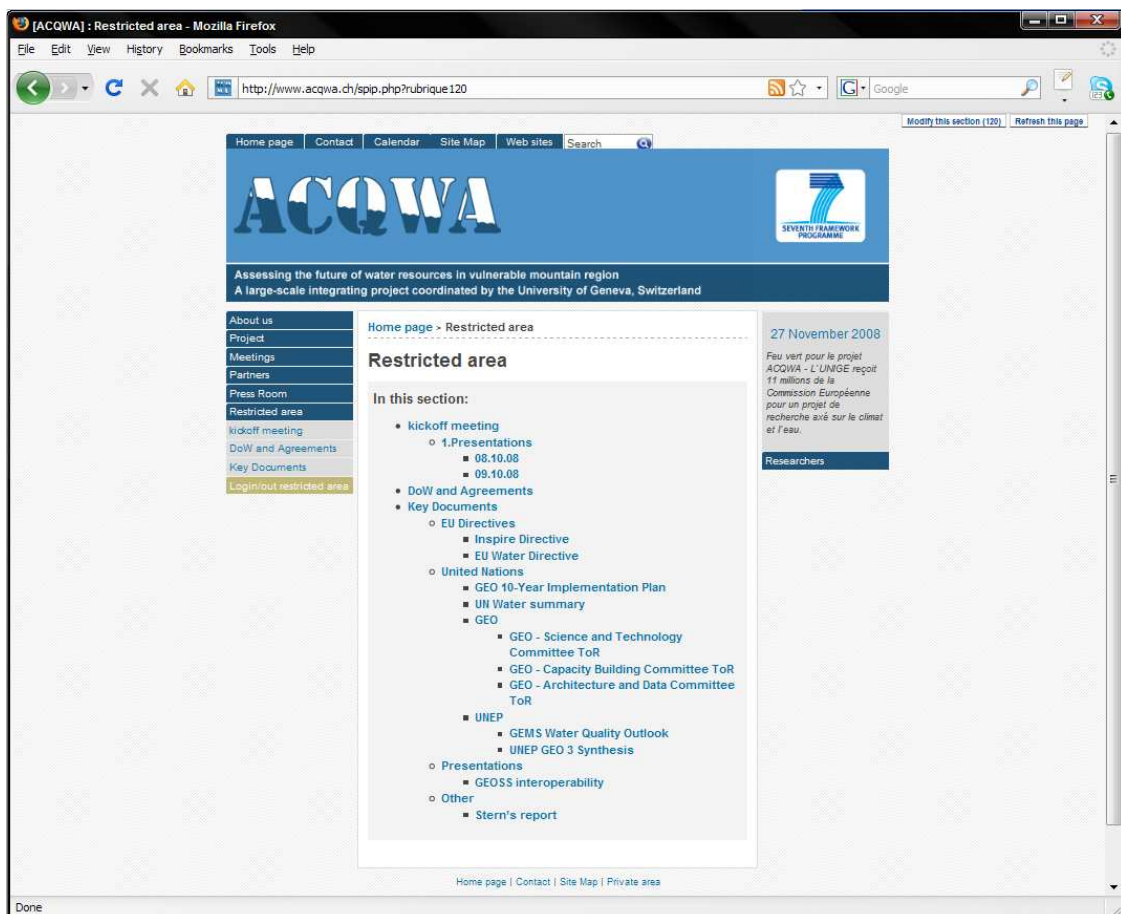 [ACQWA] : Restricted area - Mozilla Firefox
File Edit View History Bookmarks Tools Help
http://www.acqwa.ch/spip.php?rubrique120
G Google
Modify this section (120) Refresh this page
Home page Contact Calendar Site Map Web sites Search
ACQWA
7
SEVENTH FRAMEWORK
PROGRAMME
Assessing the future of water resources in vulnerable mountain region
A large-scale integrating project coordinated by the University of Geneva, Switzerland
About us
Project
Meetings
Partners
Press Room
Restricted area
kickoff meeting
DoW and Agreements
Key Documents
Login/out restricted area
Home page > Restricted area
Restricted area
In this section:
kickoff meeting
1.Presentations
08.10.08
09.10.08
DoW and Agreements
Key Documents
EU Directives
Inspire Directive
EU Water Directive
United Nations
GEO 10-Year Implementation Plan
UN Water summary
GEO
GEO - Science and Technology
Committee ToR
GEO - Capacity Building Committee ToR
GEO - Architecture and Data Committee
ToR
UNEP
GEMS Water Quality Outlook
UNEP GEO 3 Synthesis
Presentations
GEOSS interoperability
Other
Stern's report
27 November 2008
Feu vert pour le projet
ACQWA - L'UNIGE reçoit
11 millions de la
Commission Européenne
pour un projet de
recherche axé sur le climat
et l'eau.
Researchers
Home page | Contact | Site Map | Private area
Done